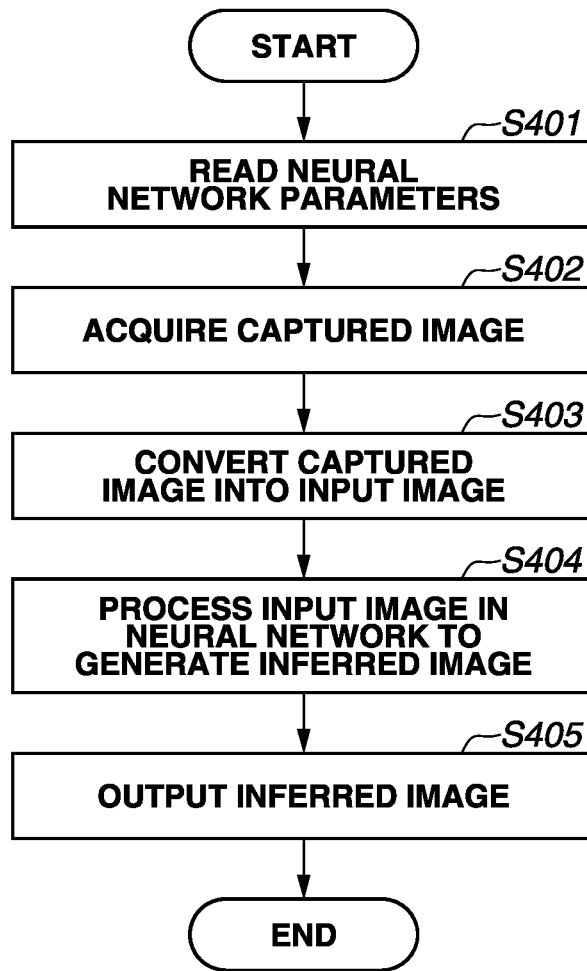 START
S401
READ NEURAL
NETWORK PARAMETERS
S402
ACQUIRE CAPTURED IMAGE
S403
CONVERT CAPTURED
IMAGE INTO INPUT IMAGE
S404
PROCESS INPUT IMAGE IN
NEURAL NETWORK TO
GENERATE INFERRED IMAGE
S405
OUTPUT INFERRED IMAGE
END